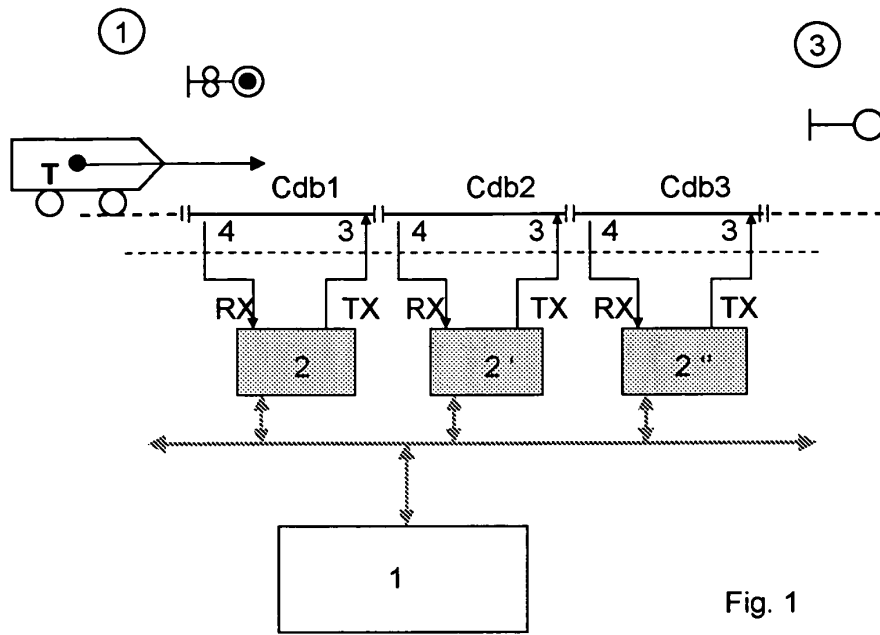 1
3
T
Cdb1 Cdb2 Cdb3
4 3 4 3 4 3
RX TX RX TX RX TX
2 2' 2"
1
Fig. 1